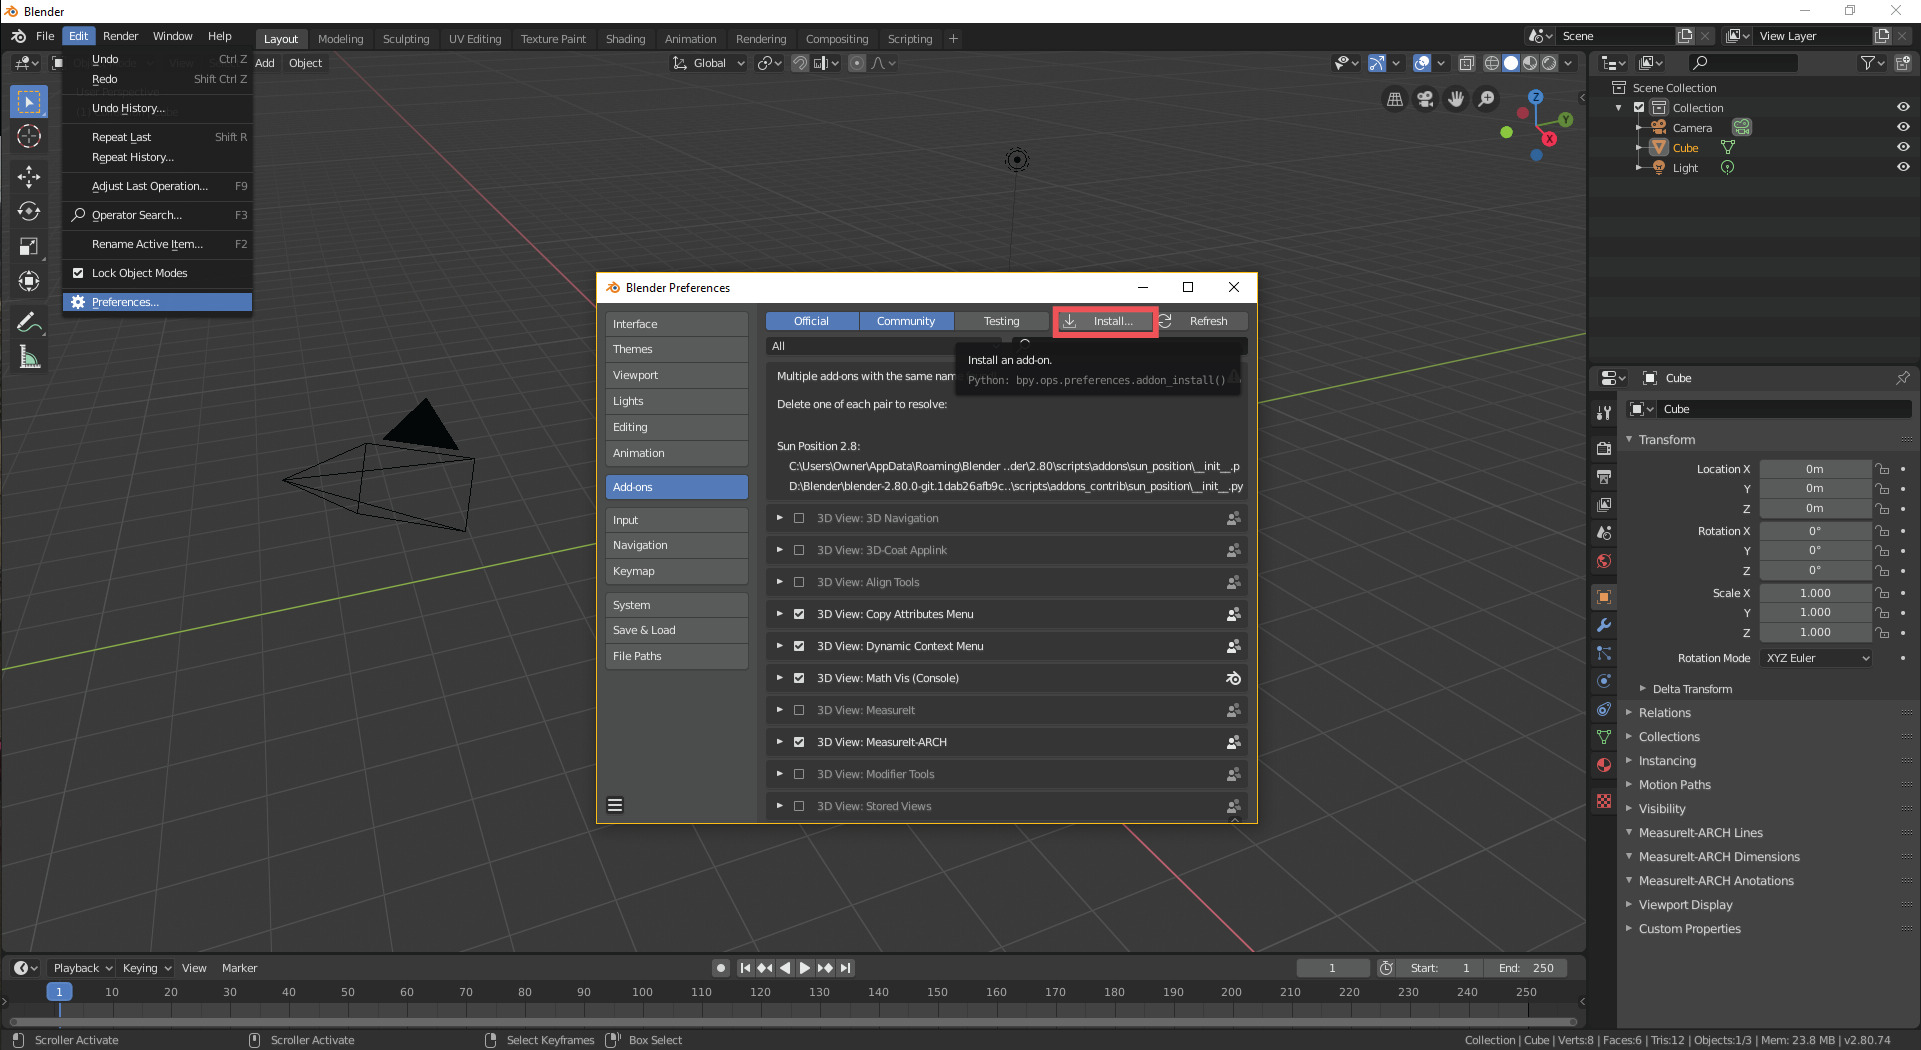 Blender
File Edit Render Window Help
Layout Modeling Sculpting UV Editing Texture Paint Shading Animation Rendering Compositing Scripting +
Scene
View Layer
Undo Ctrl Z
Redo Shift Ctrl Z
Undo History...
Repeat Last Shift R
Repeat History...
Adjust Last Operation... F9
Operator Search... F3
Rename Active Item... F2
Lock Object Modes
Preferences...
Add Object
Global
Z
Y
X
Scene Collection
Collection
Camera
Cube
Light
Blender Preferences
Interface
Themes
Viewport
Lights
Editing
Animation
Add-ons
Input
Navigation
Keymap
System
Save & Load
File Paths
Official Community Testing Install... Refresh
All
Install an add-on.
Python: bpy.ops.preferences.addon_install()
Multiple add-ons with the same name
Delete one of each pair to resolve:
Sun Position 2.8:
C:\Users\Owner\AppData\Roaming\Blender ..der\2.80\scripts\addons\sun_position\__init__.p
D:\Blender\blender-2.80.0-git.1dab26afb9c..\scripts\addons_contrib\sun_position\__init__.py
3D View: 3D Navigation
3D View: 3D-Coat Applink
3D View: Align Tools
3D View: Copy Attributes Menu
3D View: Dynamic Context Menu
3D View: Math Vis (Console)
3D View: MeasureIt
3D View: MeasureIt-ARCH
3D View: Modifier Tools
3D View: Stored Views
Cube
Cube
Transform
Location X 0m
Y 0m
Z 0m
Rotation X 0°
Y 0°
Z 0°
Scale X 1.000
Y 1.000
Z 1.000
Rotation Mode XYZ Euler
Delta Transform
Relations
Collections
Instancing
Motion Paths
Visibility
MeasureIt-ARCH Lines
MeasureIt-ARCH Dimensions
MeasureIt-ARCH Anotations
Viewport Display
Custom Properties
Playback Keying View Marker
1 Start: 1 End: 250
1 10 20 30 40 50 60 70 80 90 100 110 120 130 140 150 160 170 180 190 200 210 220 230 240 250
Scroller Activate Scroller Activate Select Keyframes Box Select
Collection | Cube | Verts:8 | Faces:6 | Tris:12 | Objects:1/3 | Mem: 23.8 MB | v2.80.74